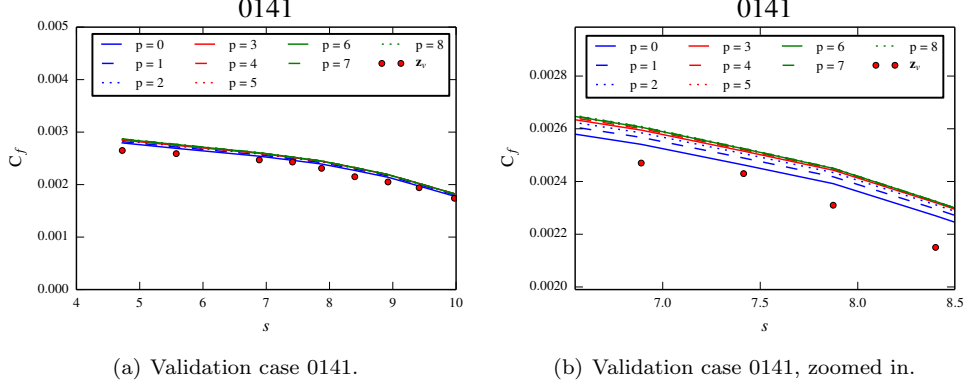 0141
0.005
0.004
0.003
0.002
0.001
0.000
C_f
4
5
6
7
8
9
10
s
p = 0
p = 3
p = 6
p = 8
p = 1
p = 4
p = 7
z_v
p = 2
p = 5
(a) Validation case 0141.
0141
0.0028
0.0026
0.0024
0.0022
0.0020
C_f
7.0
7.5
8.0
8.5
s
p = 0
p = 3
p = 6
p = 8
p = 1
p = 4
p = 7
z_v
p = 2
p = 5
(b) Validation case 0141, zoomed in.